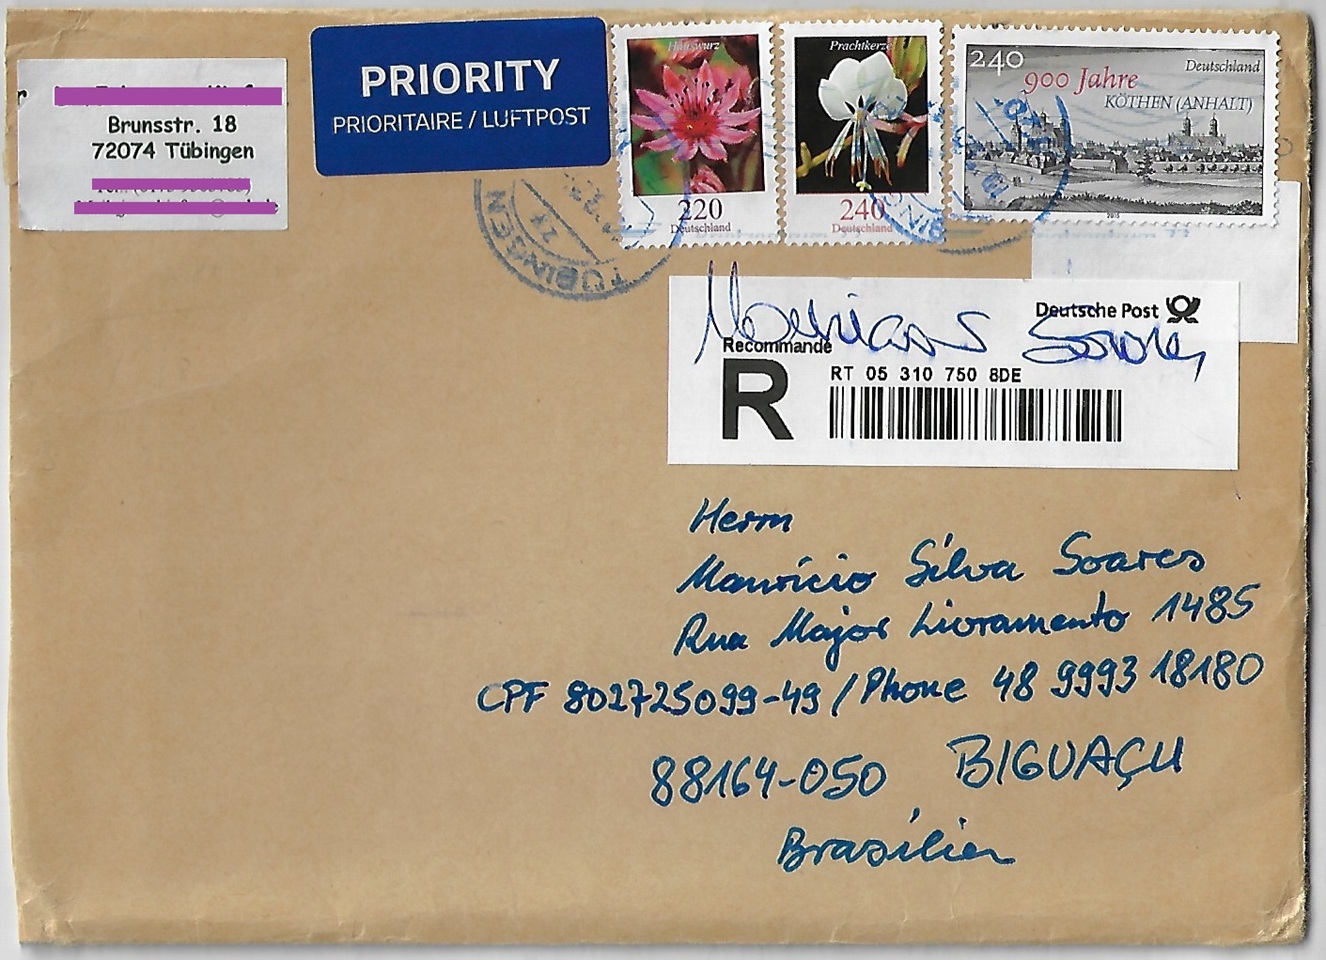 Brunsstr. 18
72074 Tübingen
PRIORITY
PRIORITAIRE / LUFTPOST
Hauswurz
220
Deutschland
Prachtkerze
240
Deutschland
240
900 Jahre
Deutschland
KÖTHEN (ANHALT)
TÜBINGEN
Deutsche Post
Recommandé
R
RT 05 310 750 8DE
Herrn
Mauricio Silva Soares
Rua Major Livramento 1485
CPF 802725099-49 / Phone 48 9993 18180
88164-050 BIGUAÇU
Brasilien